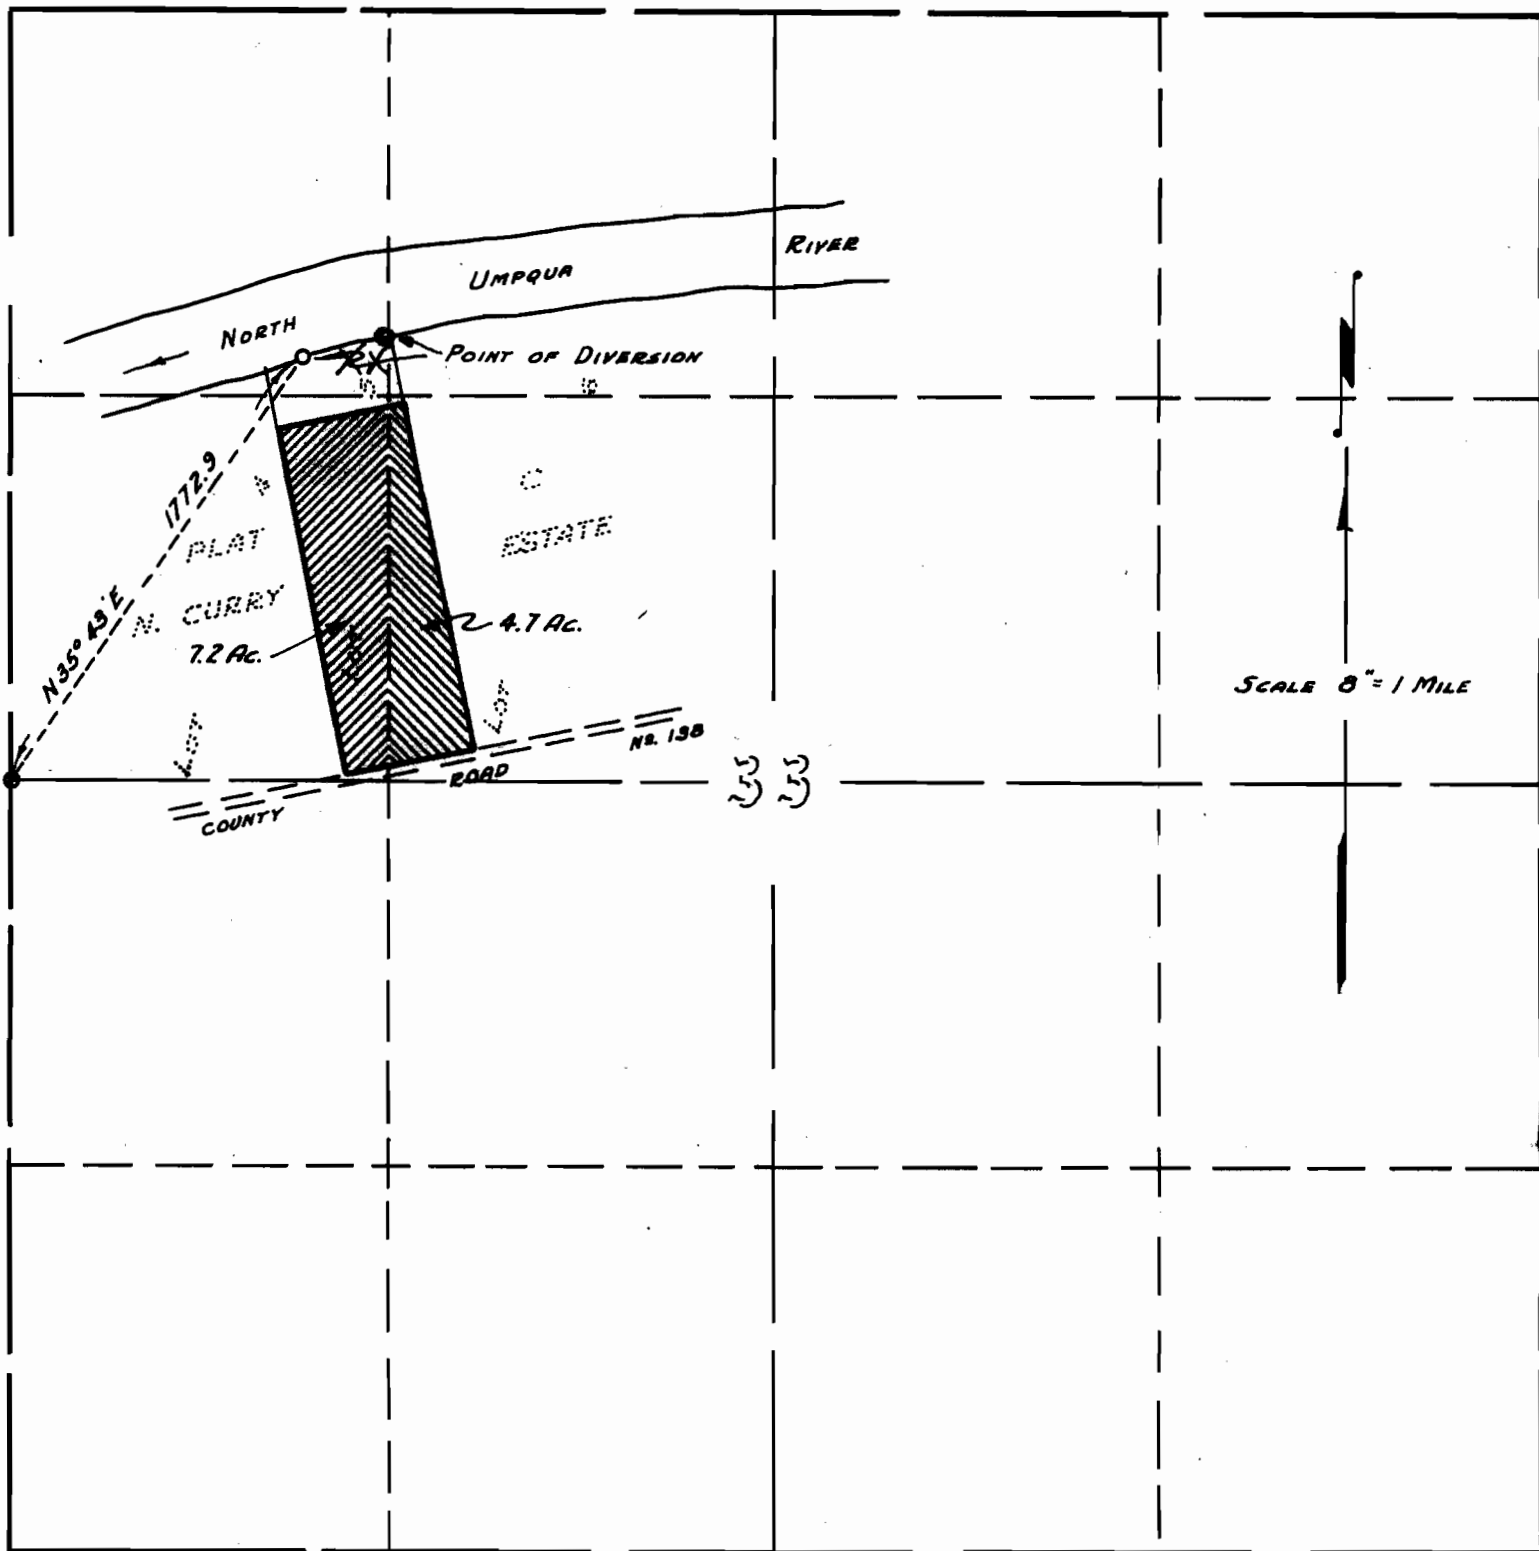 RIVER
UMPQUA
NORTH
POINT OF DIVERSION
1772.9
C
PLAT
ESTATE
N. CURRY
N 35° 43' E
7.2 Ac.
4.7 Ac.
LOT
LOT
SCALE 8" = 1 MILE
No. 138
ROAD
COUNTY
33